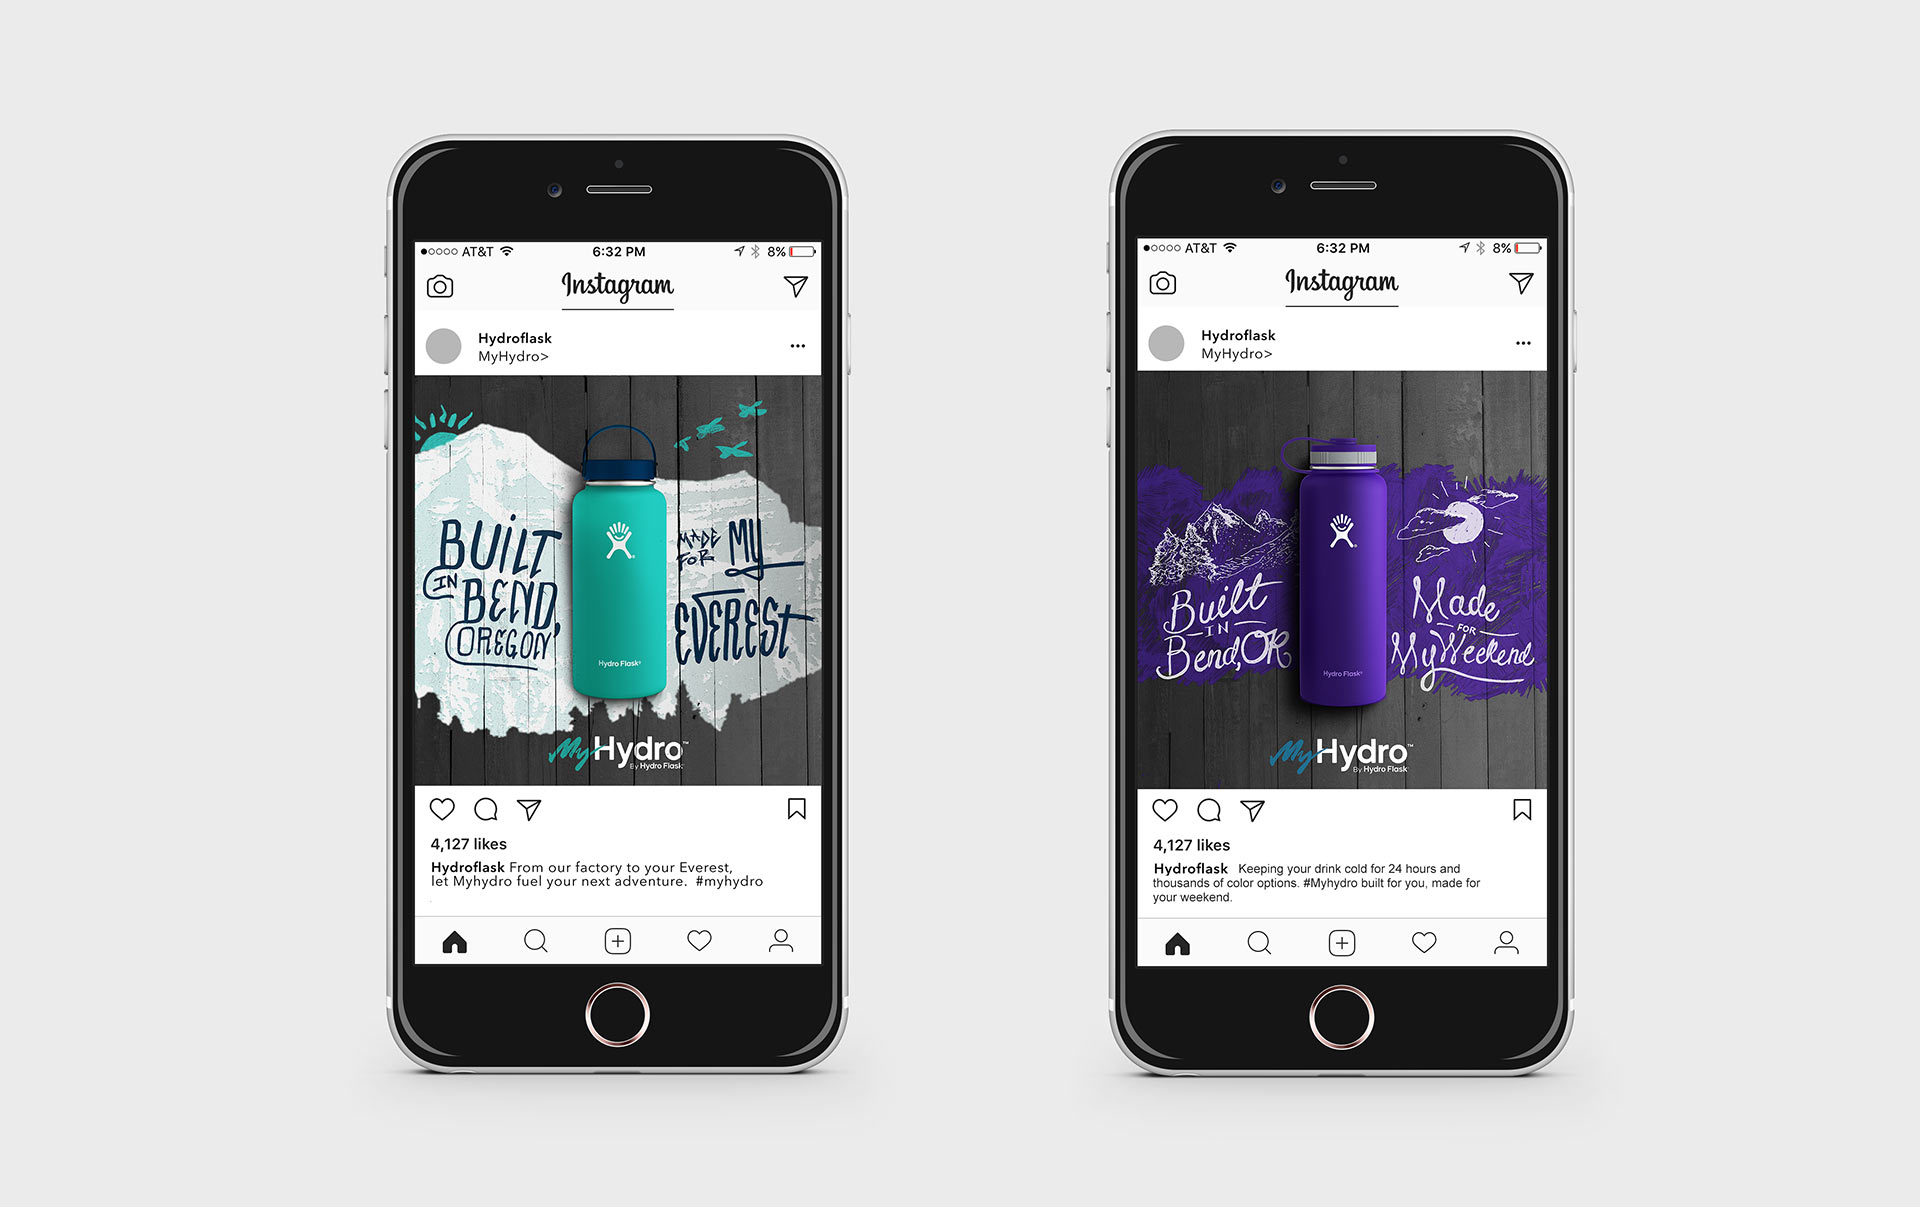 AT&T 6:32 PM 8%
Instagram
Hydroflask
MyHydro>
BUILT
IN
BEND,
OREGON
MADE
FOR MY
EVEREST
Hydro Flask®
MyHydro™
By Hydro Flask
4,127 likes
Hydroflask From our factory to your Everest,
let Myhydro fuel your next adventure. #myhydro
AT&T 6:32 PM 8%
Instagram
Hydroflask
MyHydro>
Built
IN
Bend, OR
Made
FOR
My Weekend
Hydro Flask®
MyHydro™
By Hydro Flask
4,127 likes
Hydroflask Keeping your drink cold for 24 hours and
thousands of color options. #Myhydro built for you, made for
your weekend.